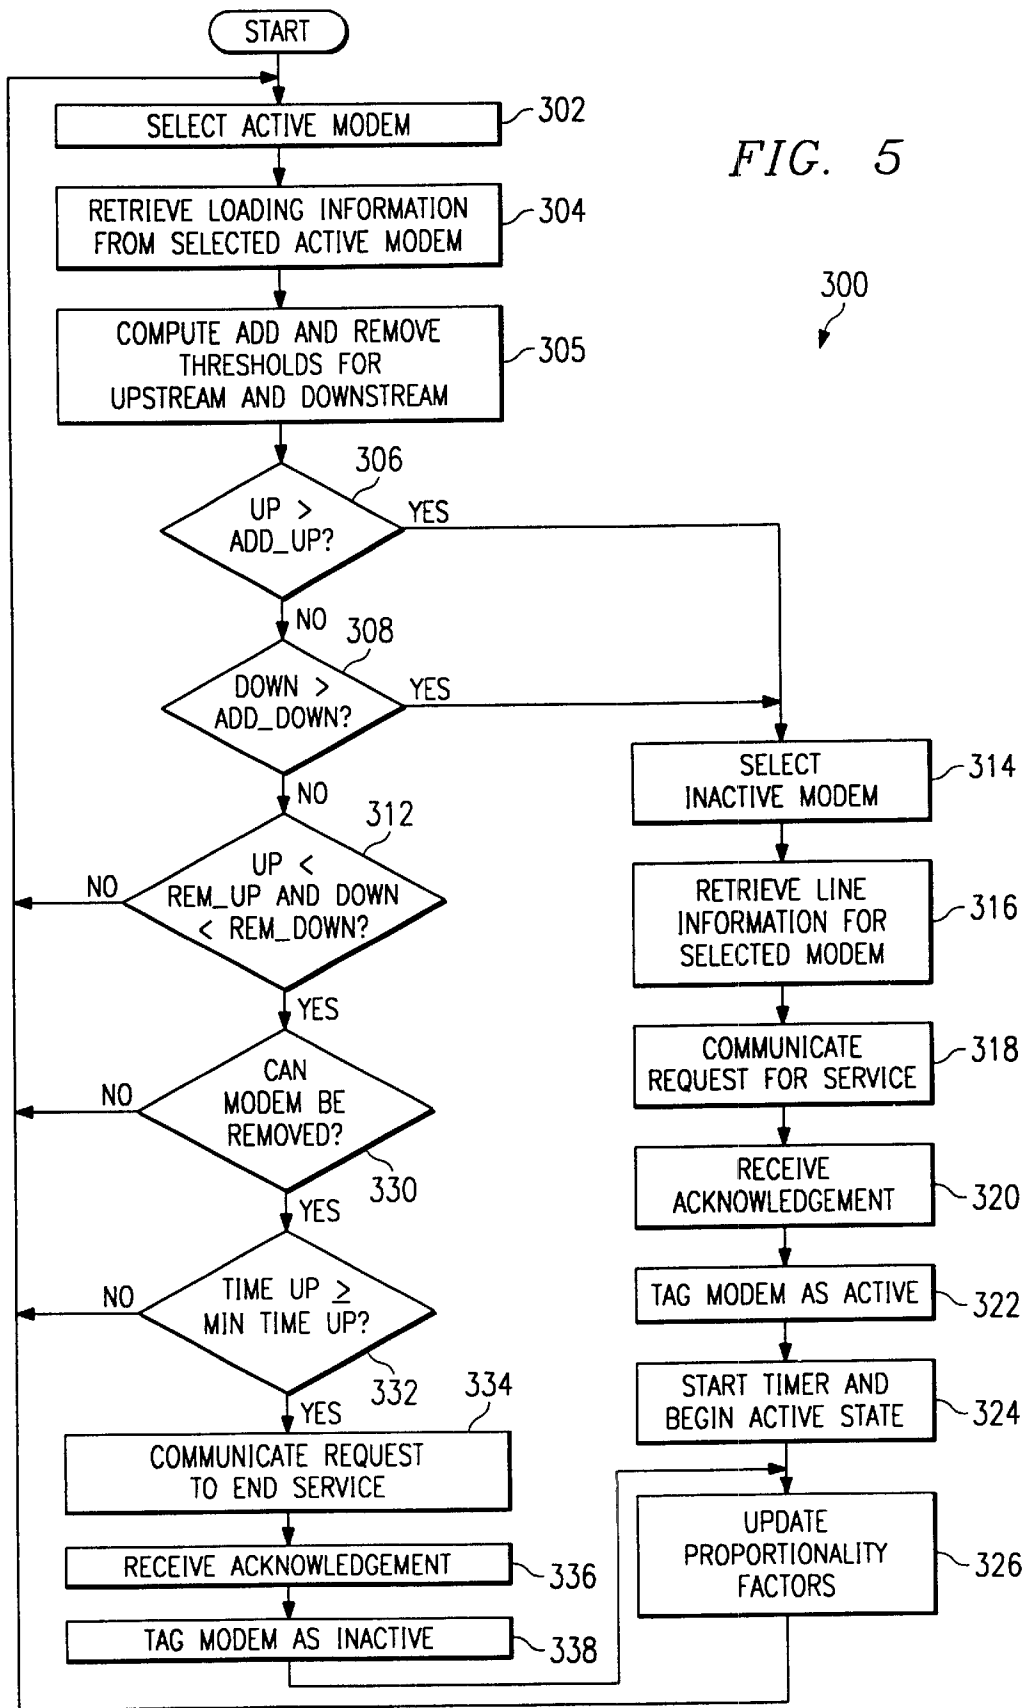 START
SELECT ACTIVE MODEM
302
FIG. 5
RETRIEVE LOADING INFORMATION
FROM SELECTED ACTIVE MODEM
304
300
COMPUTE ADD AND REMOVE
THRESHOLDS FOR
UPSTREAM AND DOWNSTREAM
305
306
UP >
ADD_UP?
YES
NO
308
DOWN >
ADD_DOWN?
YES
NO
312
UP <
REM_UP AND DOWN
< REM_DOWN?
NO
YES
CAN
MODEM BE
REMOVED?
NO
330
YES
TIME UP ≥
MIN TIME UP?
NO
332
YES
334
COMMUNICATE REQUEST
TO END SERVICE
RECEIVE ACKNOWLEDGEMENT
336
TAG MODEM AS INACTIVE
338
SELECT
INACTIVE MODEM
314
RETRIEVE LINE
INFORMATION FOR
SELECTED MODEM
316
COMMUNICATE
REQUEST FOR SERVICE
318
RECEIVE
ACKNOWLEDGEMENT
320
TAG MODEM AS ACTIVE
322
START TIMER AND
BEGIN ACTIVE STATE
324
UPDATE
PROPORTIONALITY
FACTORS
326